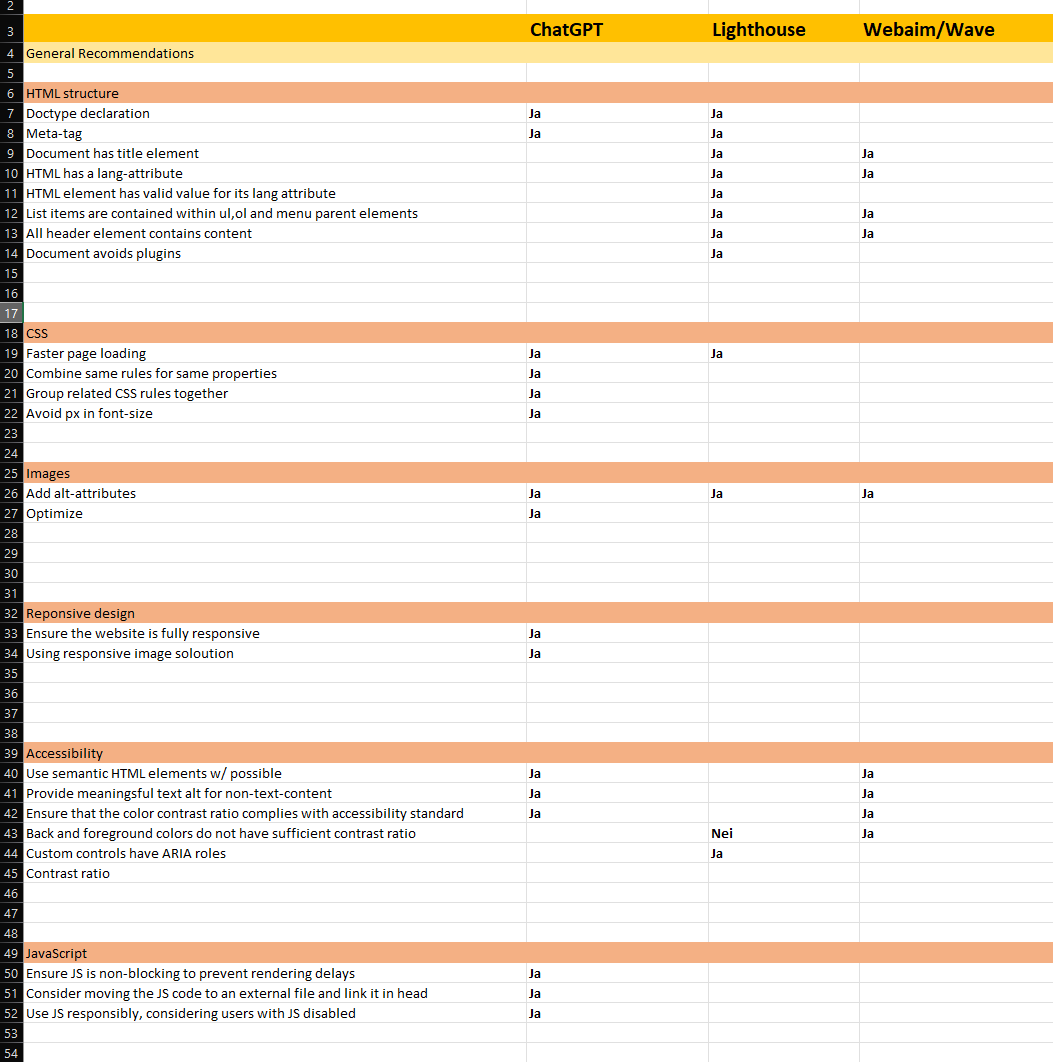 2
3 ChatGPT Lighthouse Webaim/Wave
4 General Recommendations
5
6 HTML structure
7 Doctype declaration Ja Ja
8 Meta-tag Ja Ja
9 Document has title element Ja Ja
10 HTML has a lang-attribute Ja Ja
11 HTML element has valid value for its lang attribute Ja
12 List items are contained within ul,ol and menu parent elements Ja Ja
13 All header element contains content Ja Ja
14 Document avoids plugins Ja
15
16
17
18 CSS
19 Faster page loading Ja Ja
20 Combine same rules for same properties Ja
21 Group related CSS rules together Ja
22 Avoid px in font-size Ja
23
24
25 Images
26 Add alt-attributes Ja Ja Ja
27 Optimize Ja
28
29
30
31
32 Reponsive design
33 Ensure the website is fully responsive Ja
34 Using responsive image soloution Ja
35
36
37
38
39 Accessibility
40 Use semantic HTML elements w/ possible Ja Ja
41 Provide meaningsful text alt for non-text-content Ja Ja
42 Ensure that the color contrast ratio complies with accessibility standard Ja Ja
43 Back and foreground colors do not have sufficient contrast ratio Nei Ja
44 Custom controls have ARIA roles Ja
45 Contrast ratio
46
47
48
49 JavaScript
50 Ensure JS is non-blocking to prevent rendering delays Ja
51 Consider moving the JS code to an external file and link it in head Ja
52 Use JS responsibly, considering users with JS disabled Ja
53
54